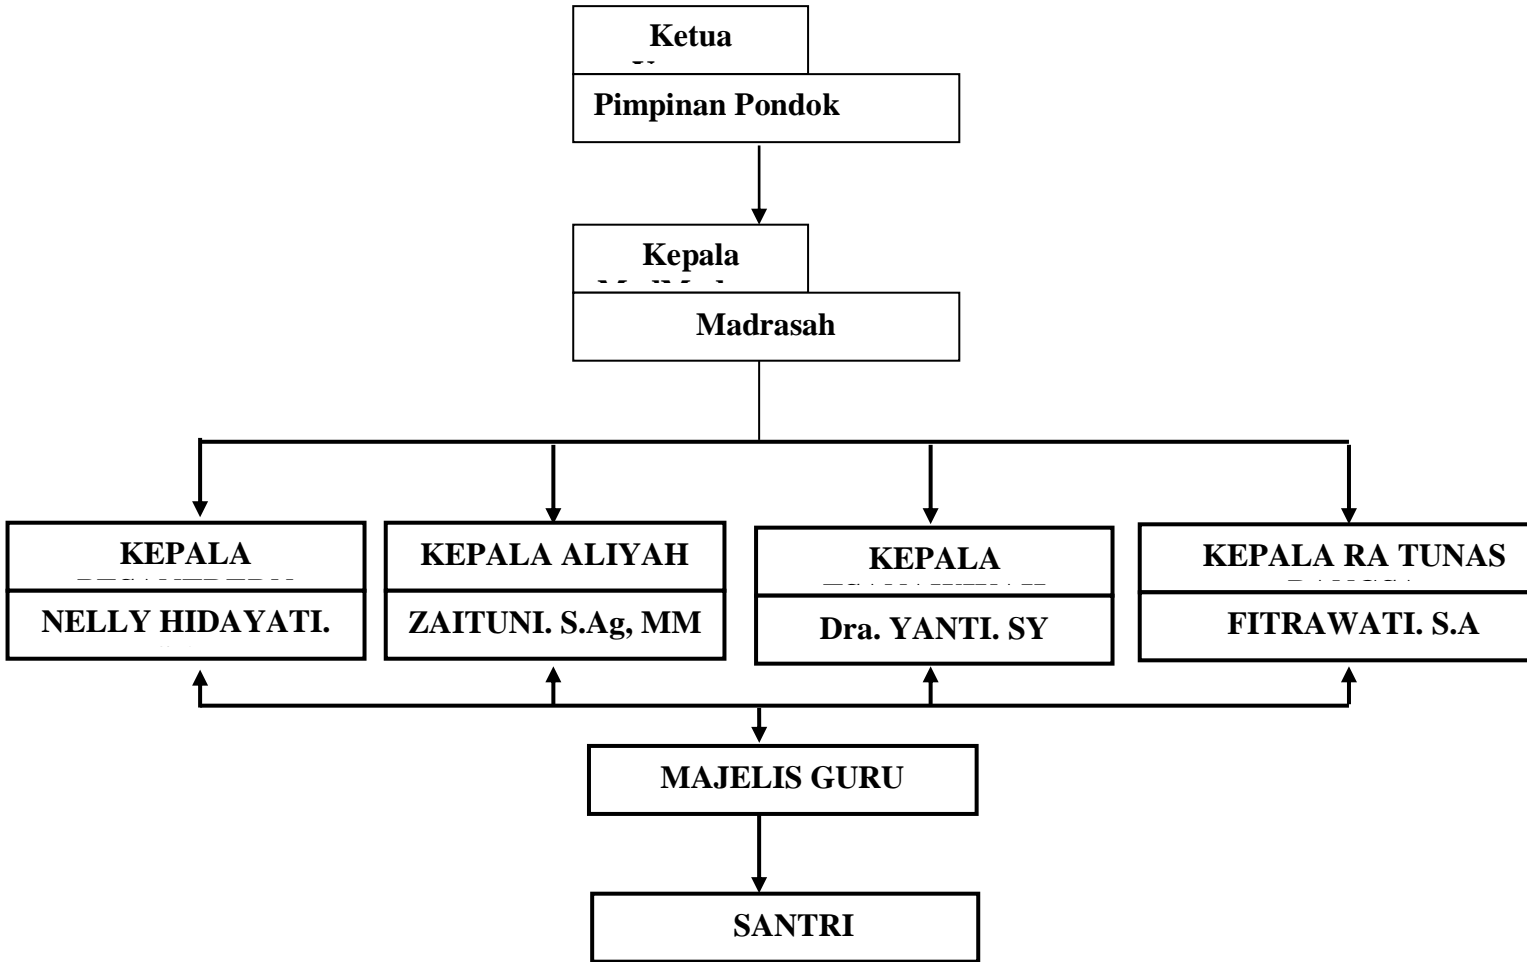 Ketua
Pimpinan Pondok
Kepala
Madrasah
KEPALA
NELLY HIDAYATI.
KEPALA ALIYAH
ZAITUNI. S.Ag, MM
KEPALA
Dra. YANTI. SY
KEPALA RA TUNAS
FITRAWATI. S.A
MAJELIS GURU
SANTRI